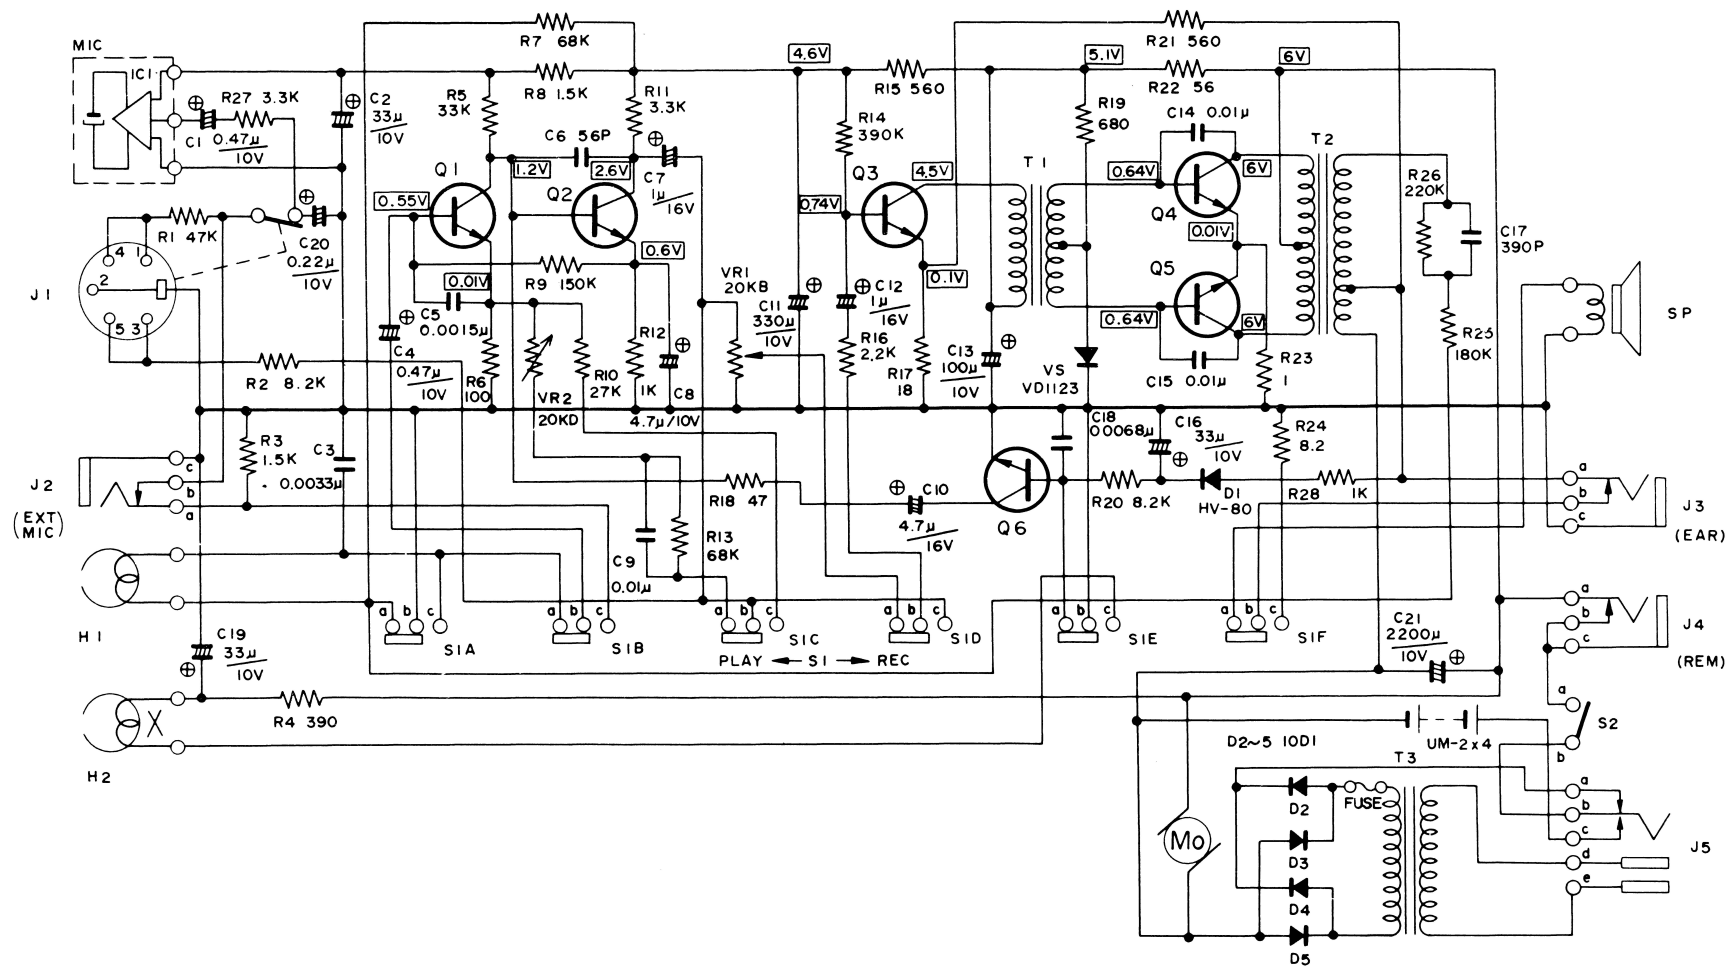 MIC
IC1
R27 3.3K
C1 0.47µ/10V
C2
33µ/10V
R7 68K
R5
33K
R8 1.5K
R11
3.3K
4.6V
R15 560
R21 560
5.1V
R22 56
6V
R14
390K
R19
680
C14 0.01µ
C6 56P
1.2V
2.6V
C7
1µ/16V
Q1
Q2
0.55V
0.6V
0.01V
Q3
4.5V
0.74V
0.1V
T1
0.64V
Q4
6V
0.01V
Q5
0.64V
6V
T2
R26
220K
C17
390P
R1 47K
C20
0.22µ/10V
4 1
2
5 3
J1
R9 150K
C5
0.0015µ
VR1
20KB
C11
330µ/10V
C12
1µ/16V
R16
2.2K
R17
18
C13
100µ/10V
VS
VD1123
C15 0.01µ
R23
1
R25
180K
SP
R2 8.2K
C4
0.47µ/10V
R6
100
VR2
20KD
R10
27K
R12
1K
C8
4.7µ/10V
R3
1.5K
C3
0.0033µ
C18
0.0068µ
C16
33µ/10V
R24
8.2
J2
(EXT MIC)
c
b
a
R18 47
C10
4.7µ/16V
Q6
R20 8.2K
D1
HV-80
R28 1K
a
b
c
J3
(EAR)
C9
0.01µ
R13
68K
H1
a b c
S1A
a b c
S1B
a b c
S1C
a b c
S1D
a b c
S1E
a b c
S1F
PLAY ← S1 → REC
C21
2200µ/10V
a
b
c
J4
(REM)
C19
33µ/10V
R4 390
H2
a
S2
b
UM-2x4
D2~5 10D1
T3
FUSE
D2
D3
D4
D5
Mo
a
b
c
d
e
J5